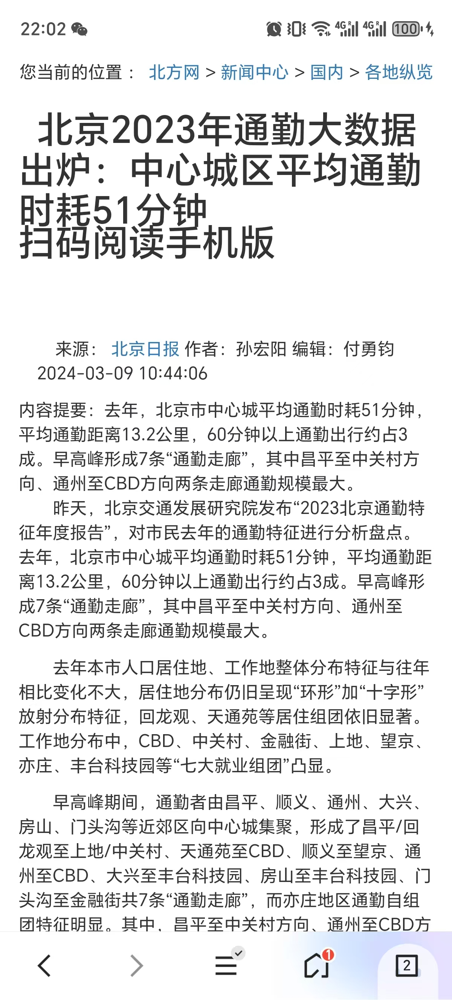 22:02 4G R 4G R 100
您当前的位置： 北方网 > 新闻中心 > 国内 > 各地纵览
北京2023年通勤大数据
出炉：中心城区平均通勤
时耗51分钟
扫码阅读手机版
来源： 北京日报 作者：孙宏阳 编辑：付勇钧
2024-03-09 10:44:06
内容提要：去年，北京市中心城平均通勤时耗51分钟，
平均通勤距离13.2公里，60分钟以上通勤出行约占3
成。早高峰形成7条“通勤走廊”，其中昌平至中关村方
向、通州至CBD方向两条走廊通勤规模最大。
昨天，北京交通发展研究院发布“2023北京通勤特
征年度报告”，对市民去年的通勤特征进行分析盘点。
去年，北京市中心城平均通勤时耗51分钟，平均通勤距
离13.2公里，60分钟以上通勤出行约占3成。早高峰形
成7条“通勤走廊”，其中昌平至中关村方向、通州至
CBD方向两条走廊通勤规模最大。
去年本市人口居住地、工作地整体分布特征与往年
相比变化不大，居住地分布仍旧呈现“环形”加“十字形”
放射分布特征，回龙观、天通苑等居住组团依旧显著。
工作地分布中，CBD、中关村、金融街、上地、望京、
亦庄、丰台科技园等“七大就业组团”凸显。
早高峰期间，通勤者由昌平、顺义、通州、大兴、
房山、门头沟等近郊区向中心城集聚，形成了昌平/回
龙观至上地/中关村、天通苑至CBD、顺义至望京、通
州至CBD、大兴至丰台科技园、房山至丰台科技园、门
头沟至金融街共7条“通勤走廊”，而亦庄地区通勤自组
团特征明显。其中，昌平至中关村方向、通州至CBD方
1
2